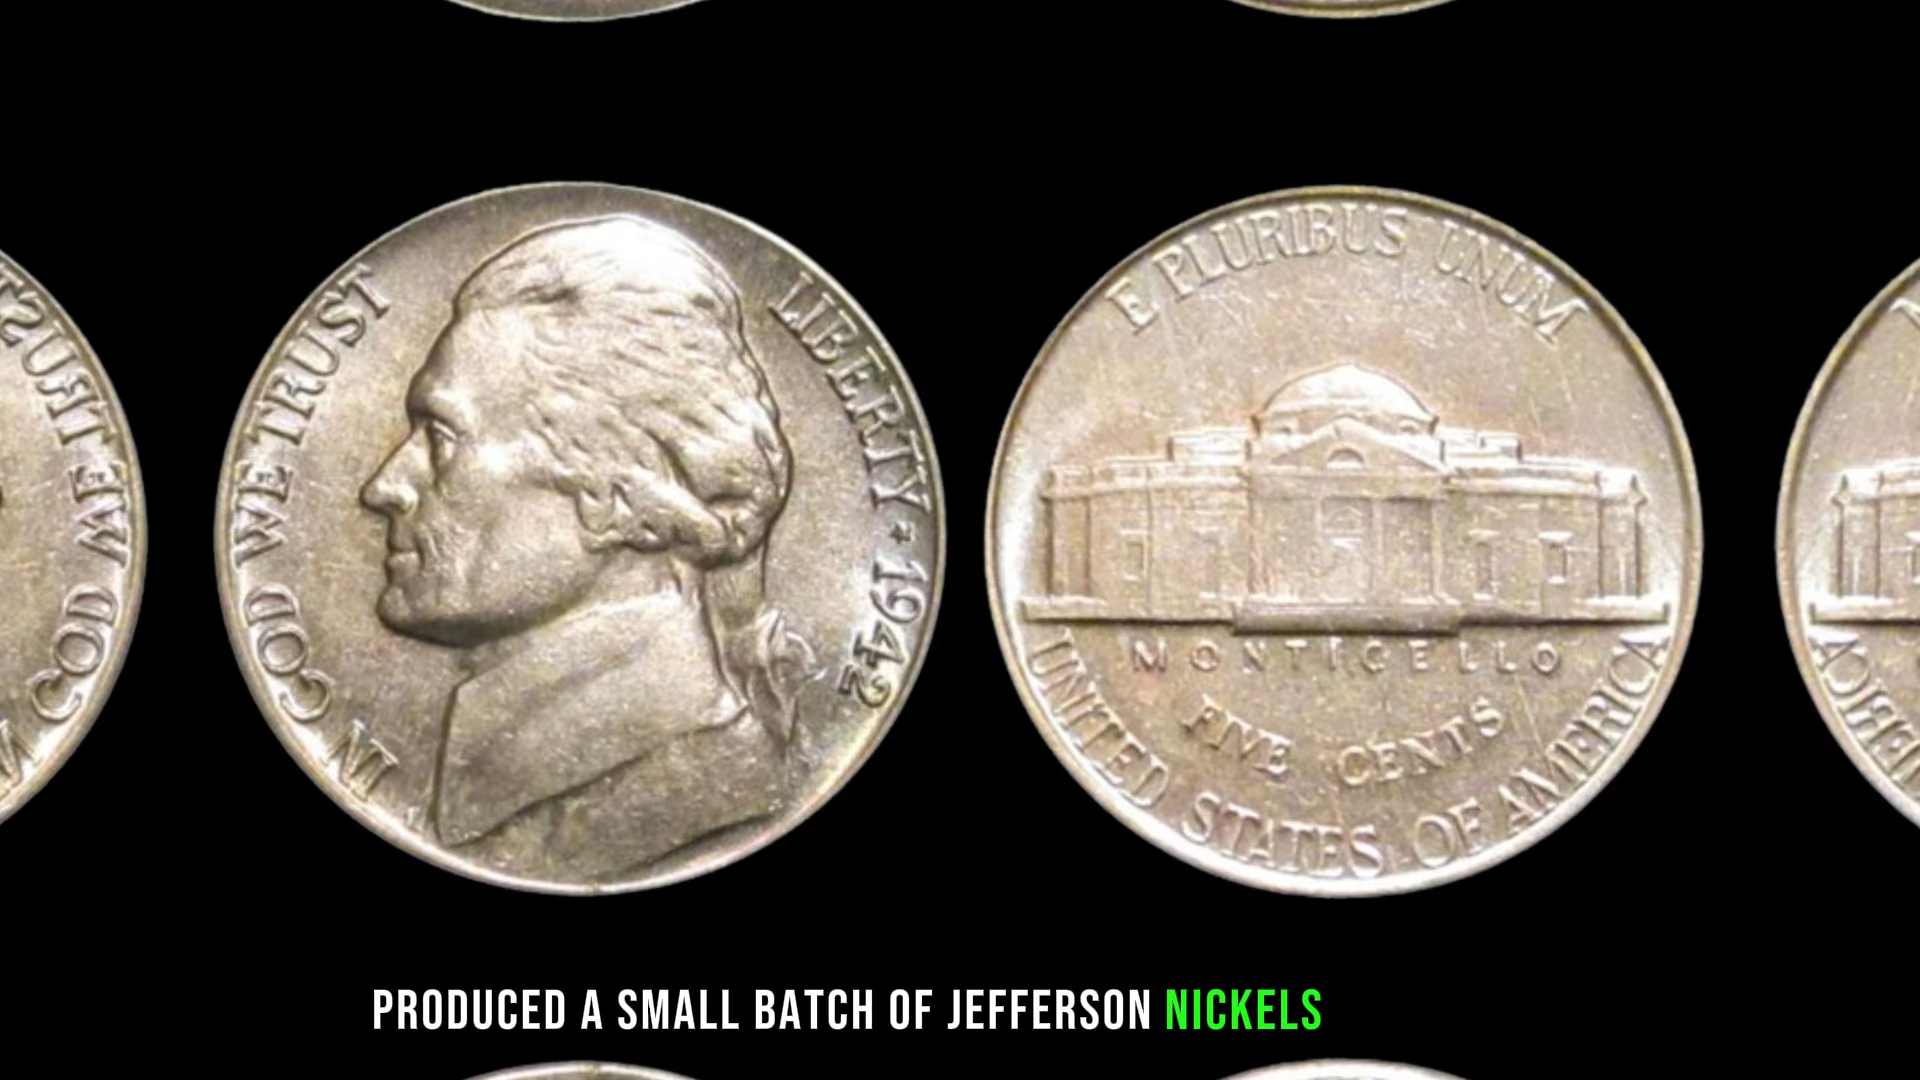 IN GOD WE TRUST
LIBERTY ★ 1942
E PLURIBUS UNUM
MONTICELLO
FIVE CENTS
UNITED STATES OF AMERICA
PRODUCED A SMALL BATCH OF JEFFERSON NICKELS